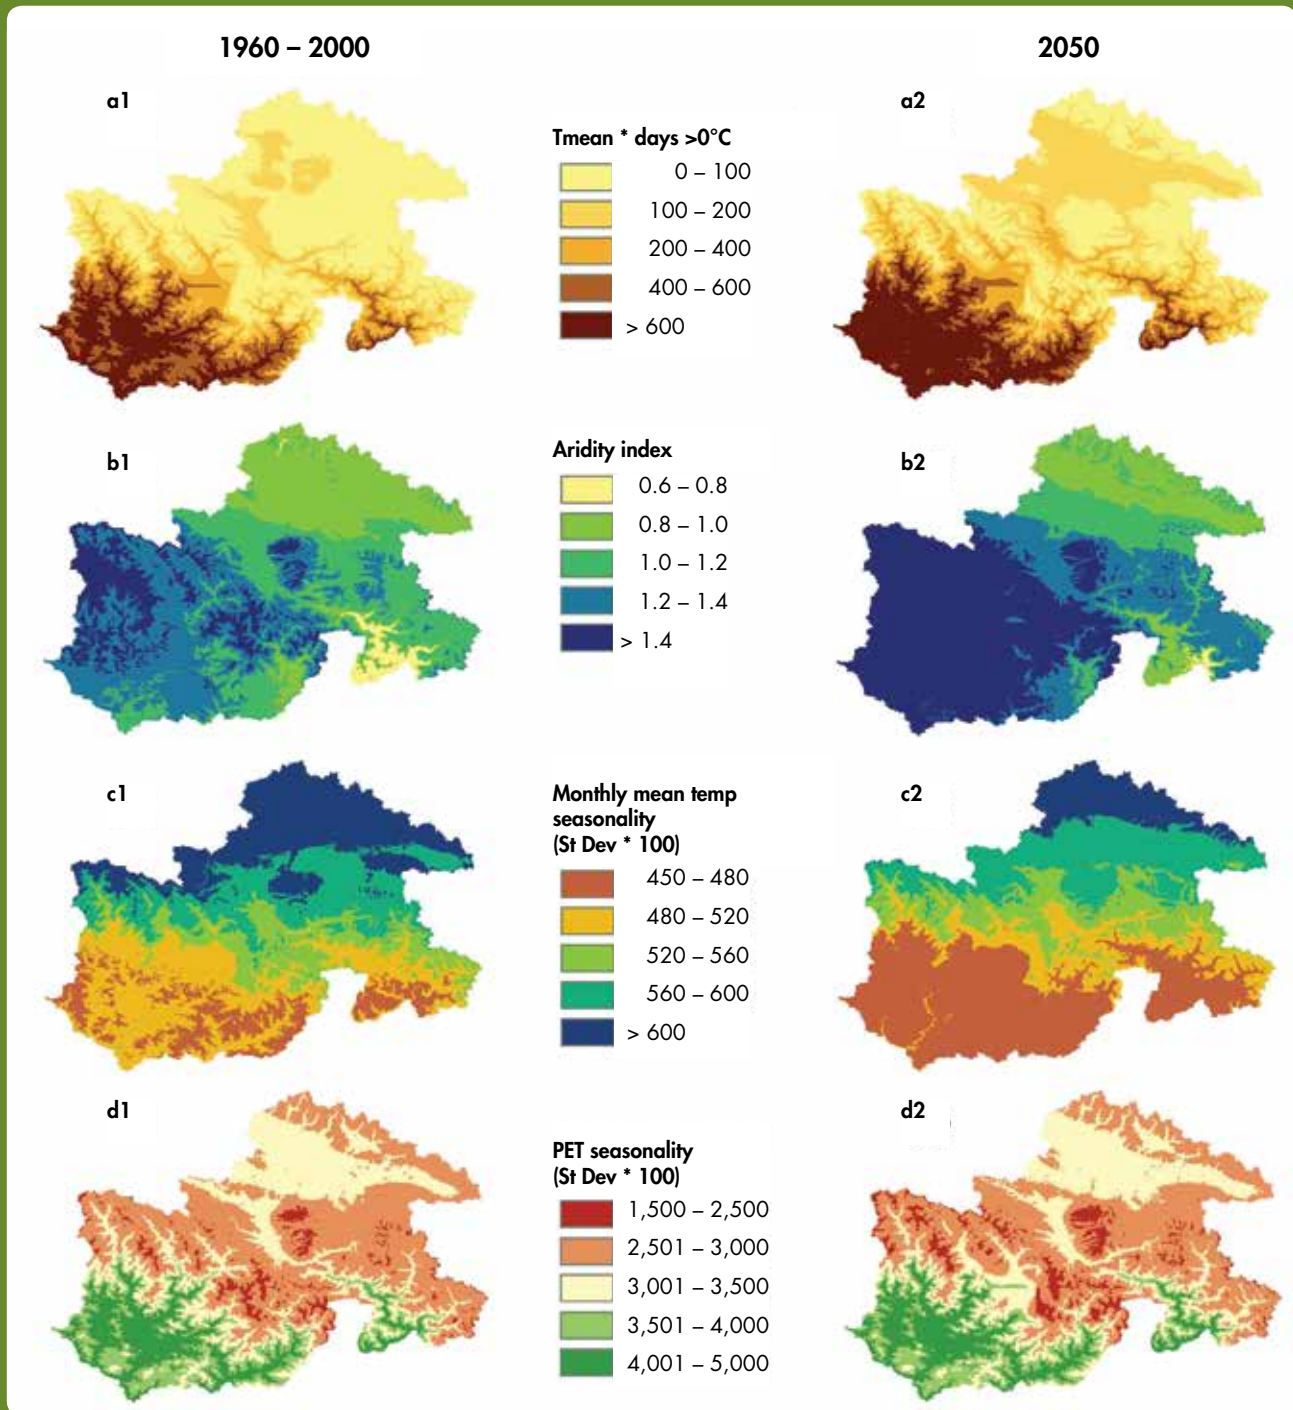 1960 – 2000
2050
a1
a2
Tmean * days >0°C
0 – 100
100 – 200
200 – 400
400 – 600
> 600
b1
b2
Aridity index
0.6 – 0.8
0.8 – 1.0
1.0 – 1.2
1.2 – 1.4
> 1.4
c1
c2
Monthly mean temp
seasonality
(St Dev * 100)
450 – 480
480 – 520
520 – 560
560 – 600
> 600
d1
d2
PET seasonality
(St Dev * 100)
1,500 – 2,500
2,501 – 3,000
3,001 – 3,500
3,501 – 4,000
4,001 – 5,000